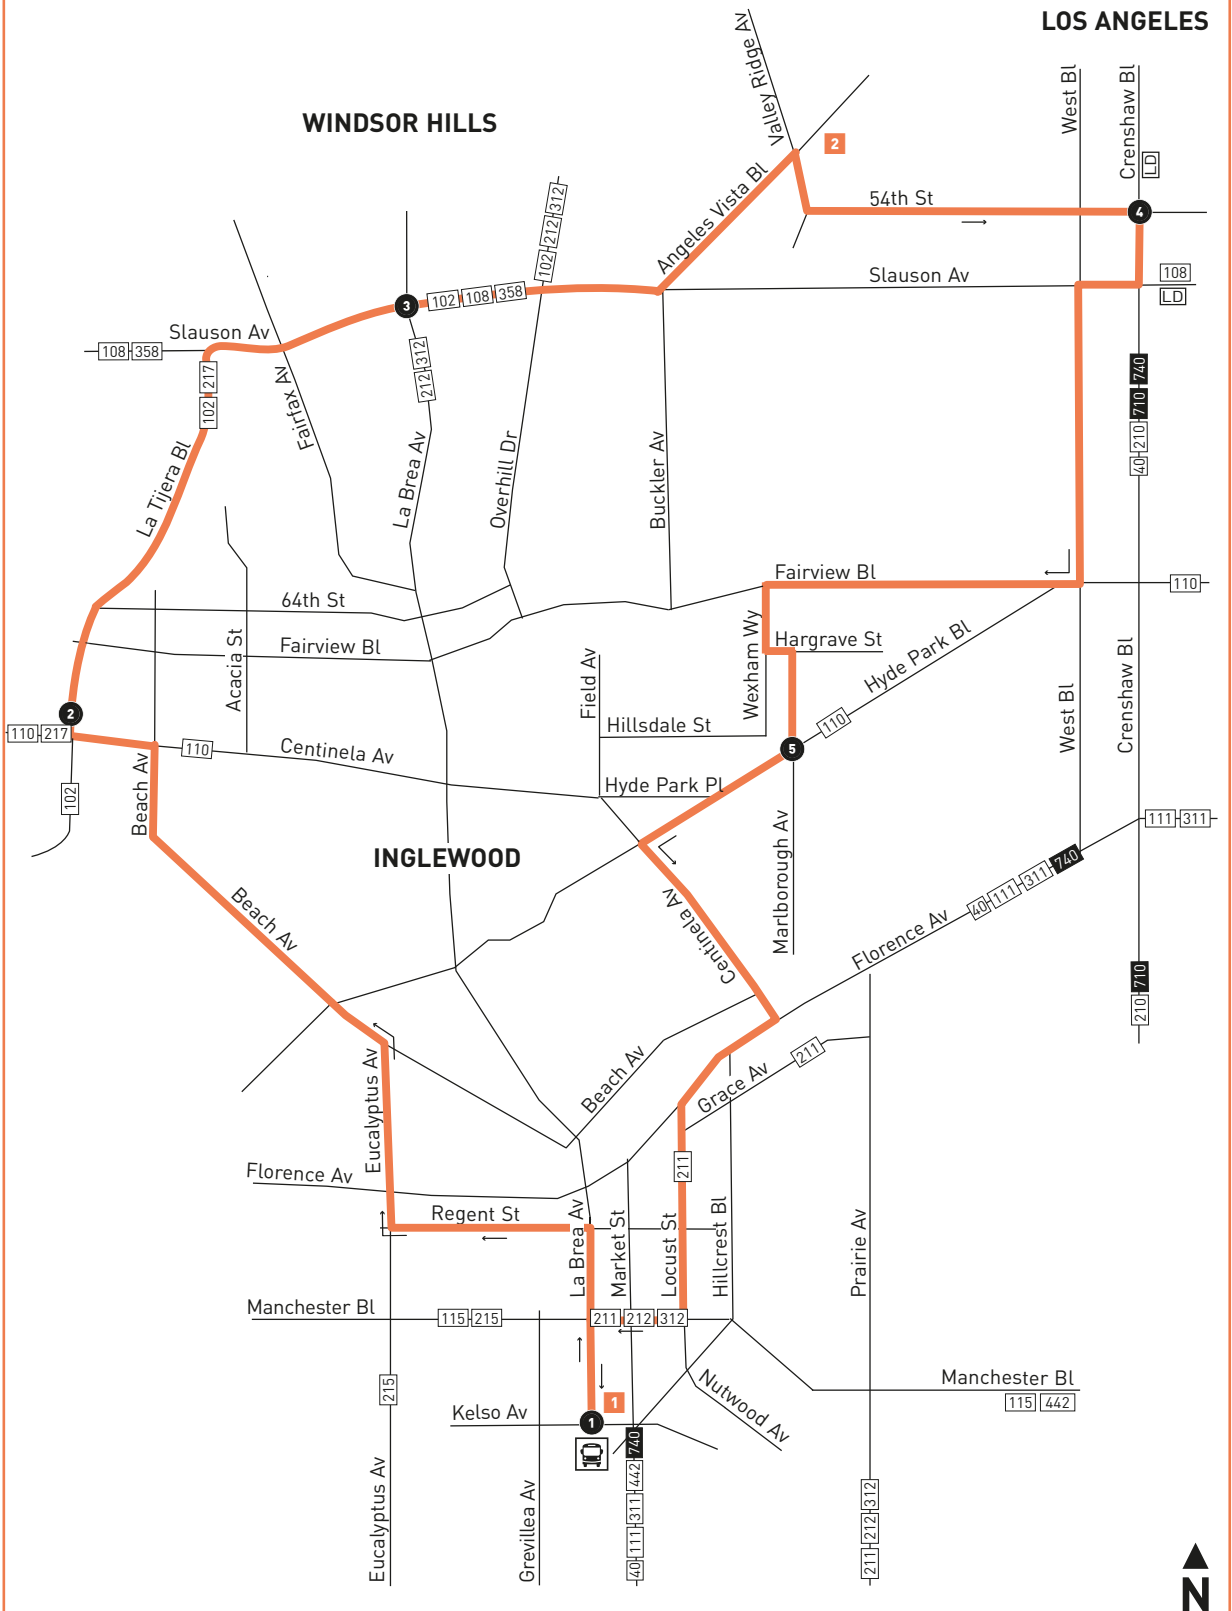 LOS ANGELES
WINDSOR HILLS
Valley Ridge Av
West Bl
Crenshaw Bl
LD
2
Angeles Vista Bl
54th St
4
102 212 312
Slauson Av
108
LD
3
102 108 358
Slauson Av
108 358
217
102
Fairfax Av
212 312
La Brea Av
Overhill Dr
Buckler Av
40 210 710 740
La Tijera Bl
Fairview Bl
110
64th St
Fairview Bl
Acacia St
Field Av
Wexham Wy
Hargrave St
Hyde Park Bl
West Bl
Crenshaw Bl
2
110 217
110
Centinela Av
Hillsdale St
110
5
102
Beach Av
Hyde Park Pl
Marlborough Av
111 311
INGLEWOOD
40 111 311 740
Beach Av
Centinela Av
Florence Av
210 710
Eucalyptus Av
Beach Av
Grace Av
211
Florence Av
211
Regent St
La Brea Av
Market St
Locust St
Hillcrest Bl
Prairie Av
Manchester Bl
115 215
211 212 312
215
Nutwood Av
Manchester Bl
115 442
1
Kelso Av
1
40 111 311 442 740
Eucalyptus Av
Grevillea Av
211 212 312
N